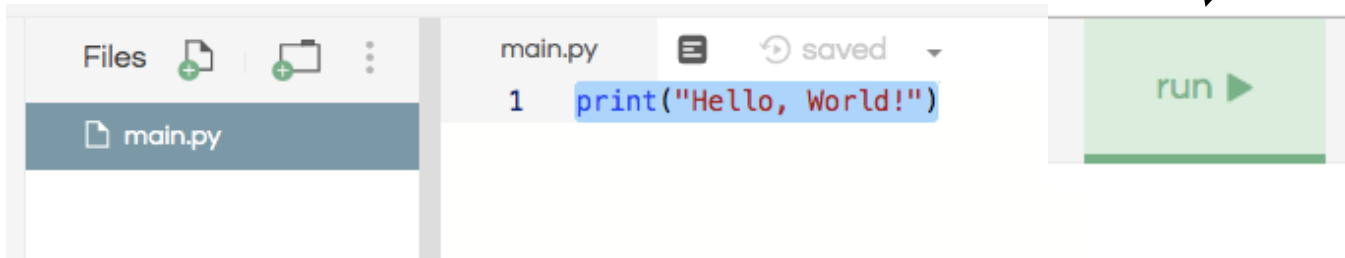 Files
main.py
main.py saved
1 print("Hello, World!")
run